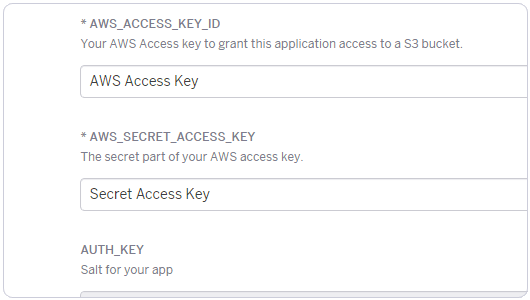 * AWS_ACCESS_KEY_ID
Your AWS Access key to grant this application access to a S3 bucket.
AWS Access Key
* AWS_SECRET_ACCESS_KEY
The secret part of your AWS access key.
Secret Access Key
AUTH_KEY
Salt for your app